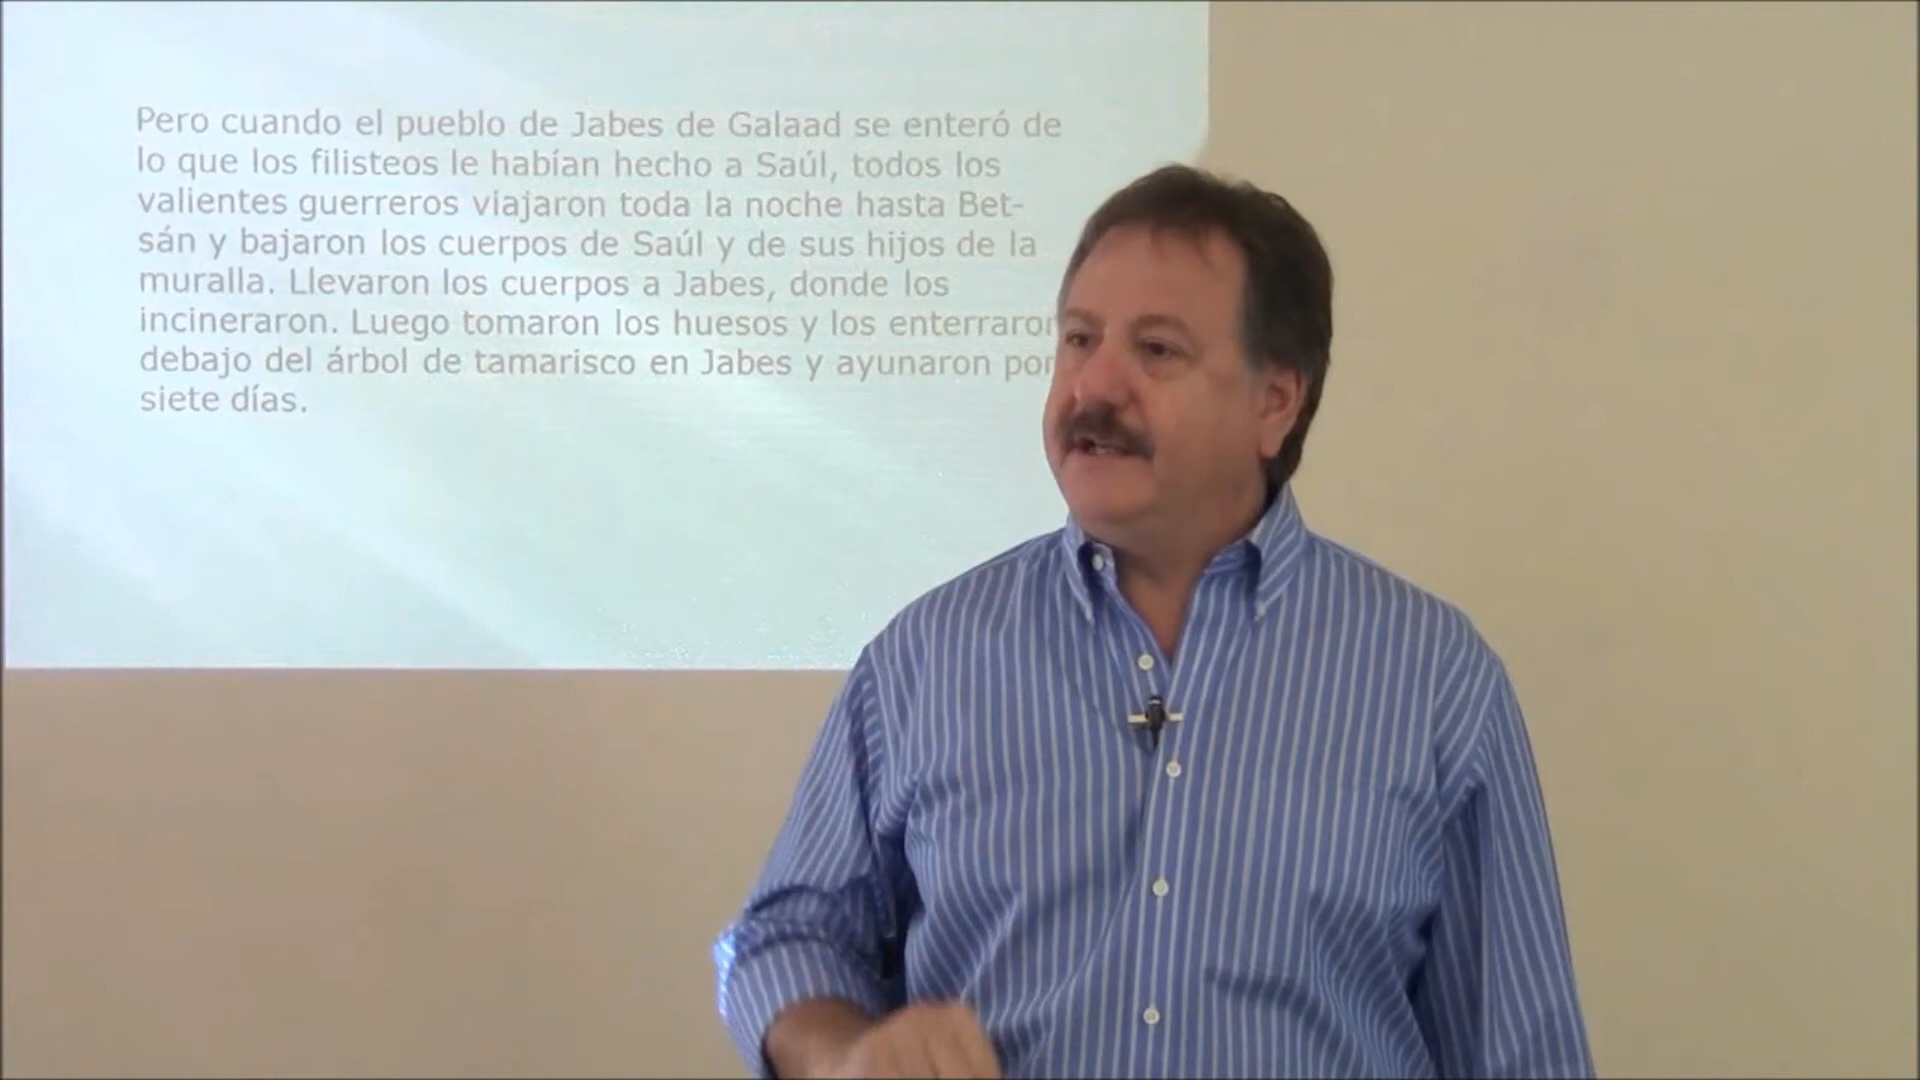 Pero cuando el pueblo de Jabes de Galaad se enteró de
lo que los filisteos le habían hecho a Saúl, todos los
valientes guerreros viajaron toda la noche hasta Bet-
sán y bajaron los cuerpos de Saúl y de sus hijos de la
muralla. Llevaron los cuerpos a Jabes, donde los
incineraron. Luego tomaron los huesos y los enterraron
debajo del árbol de tamarisco en Jabes y ayunaron por
siete días.